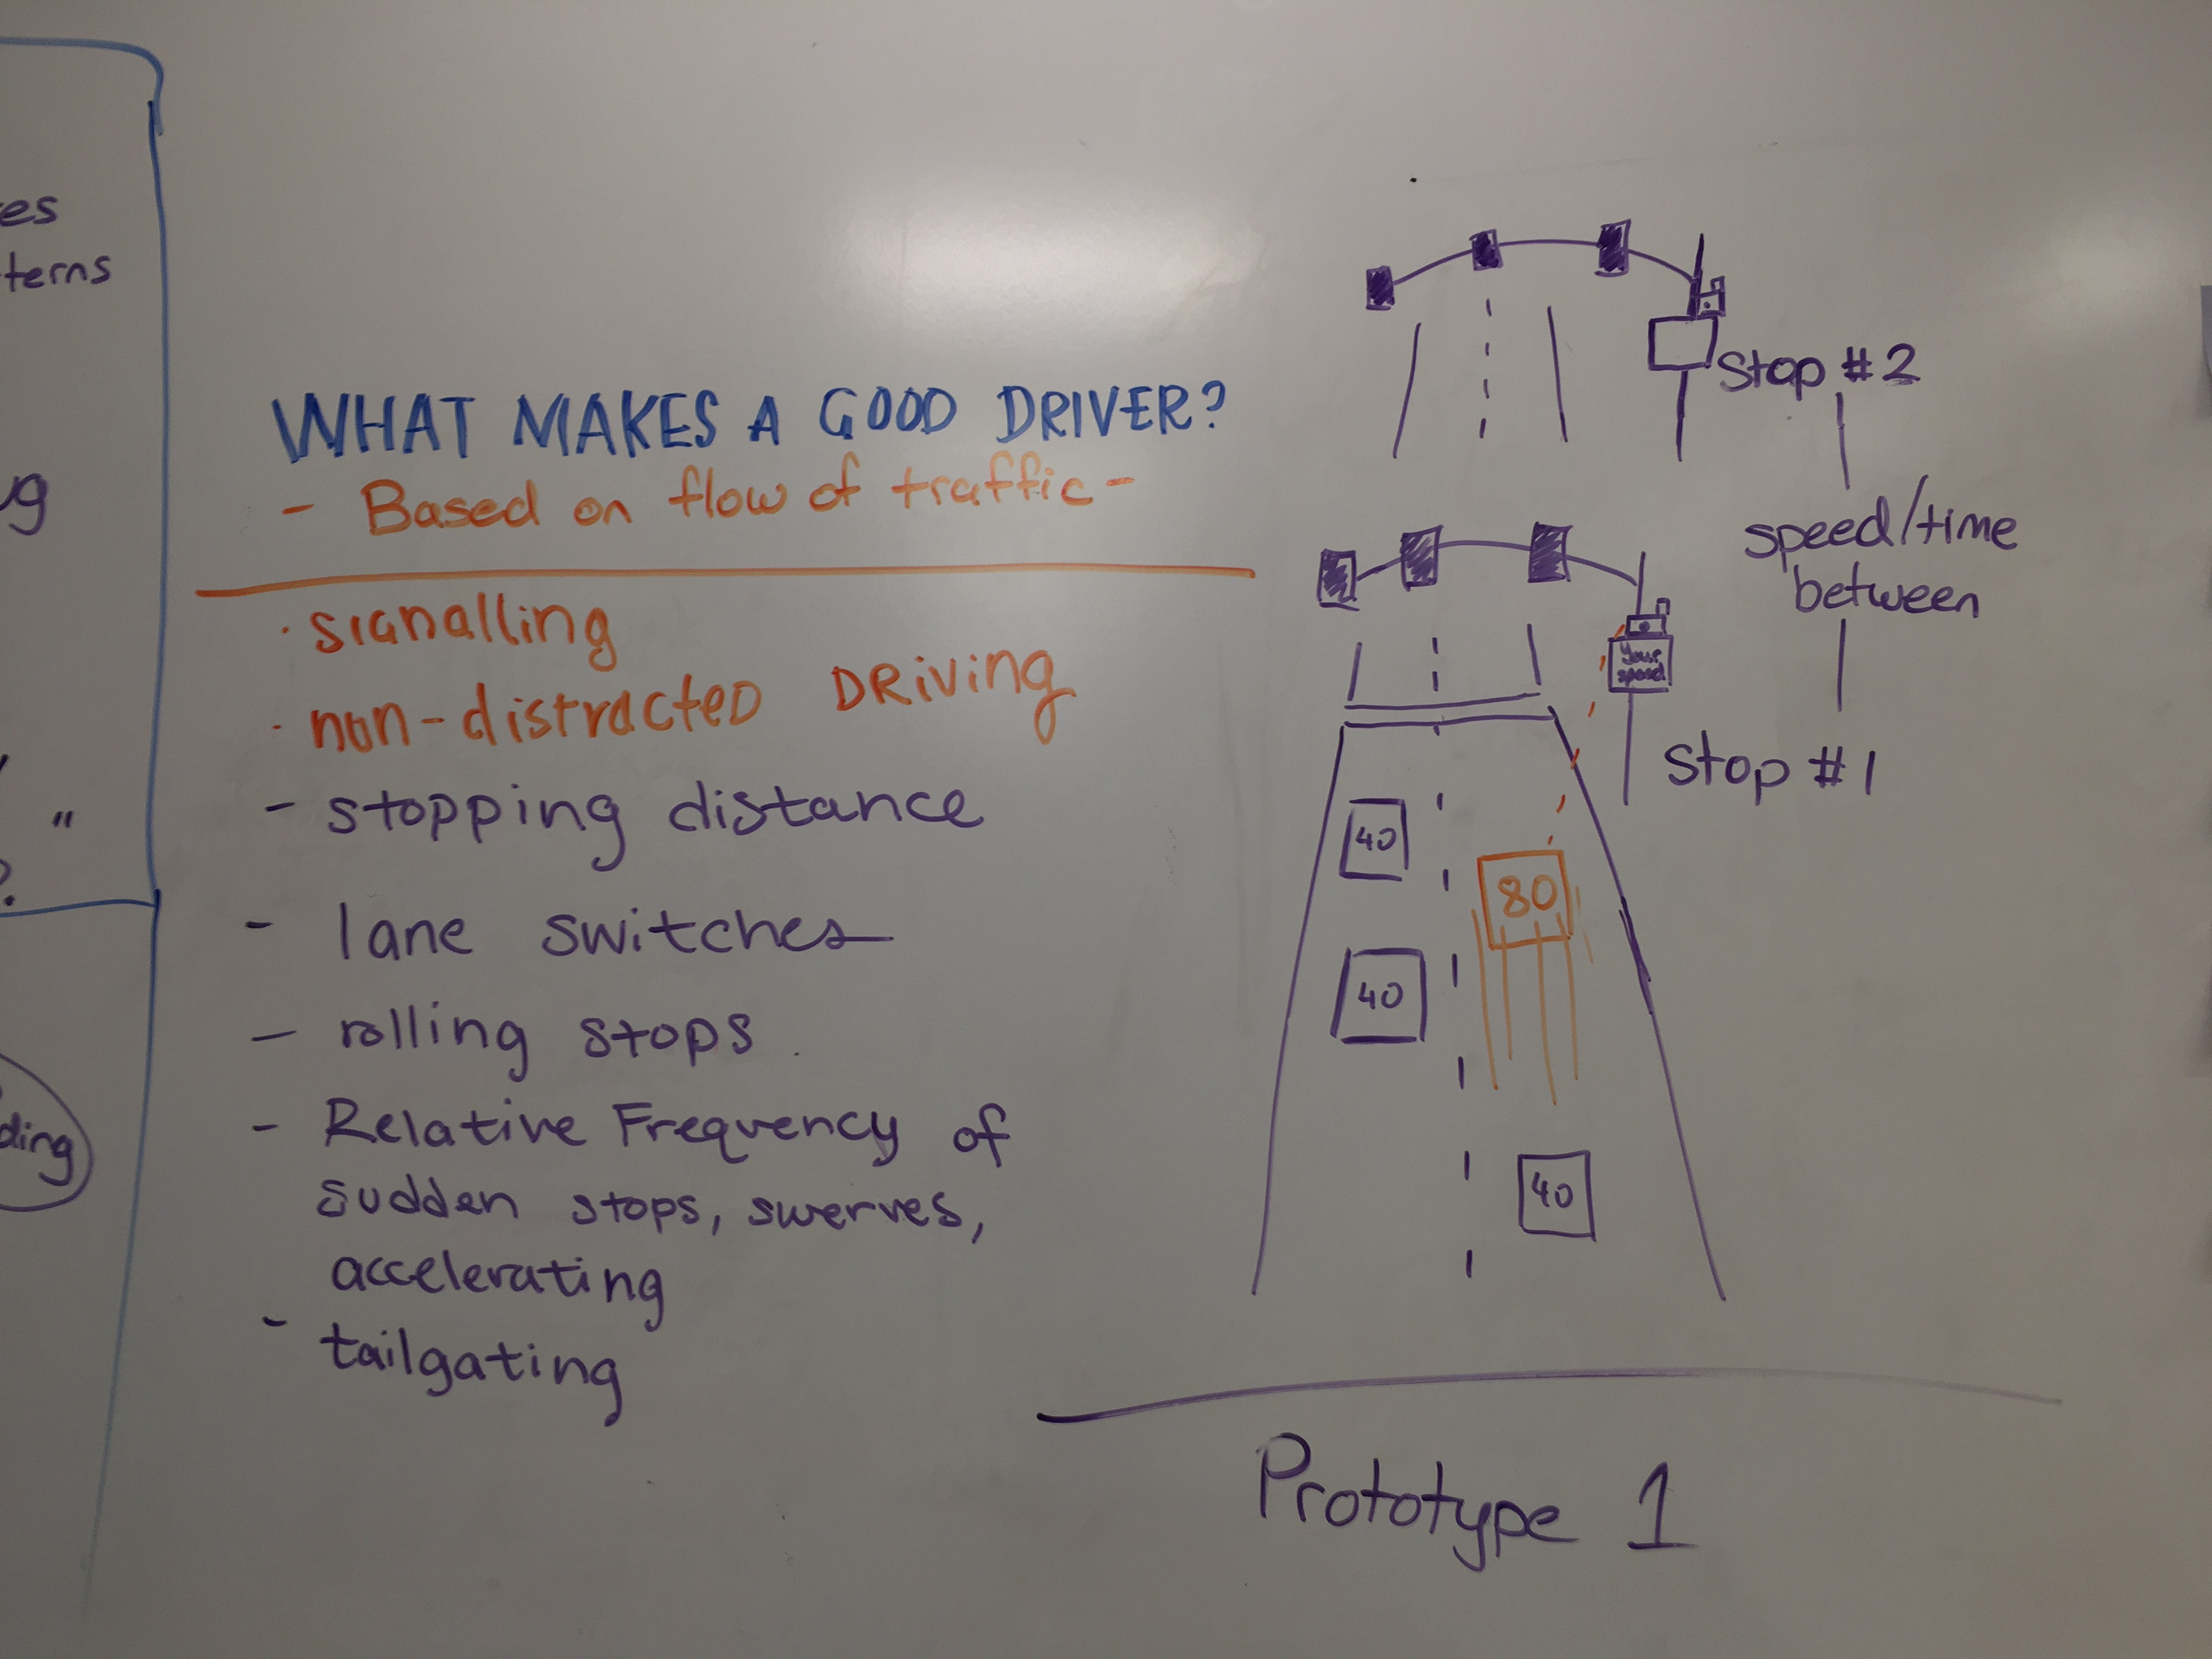 terns
"
WHAT MAKES A GOOD DRIVER?
- Based on flow of traffic -
· signalling
· non-distracted DRiving
- stopping distance
- lane switches
- rolling stops.
- Relative Frequency of
sudden stops, swerves,
accelerating
- tailgating
Stop #2
speed/time
between
Your
speed
Stop #1
40
80
40
40
Prototype 1